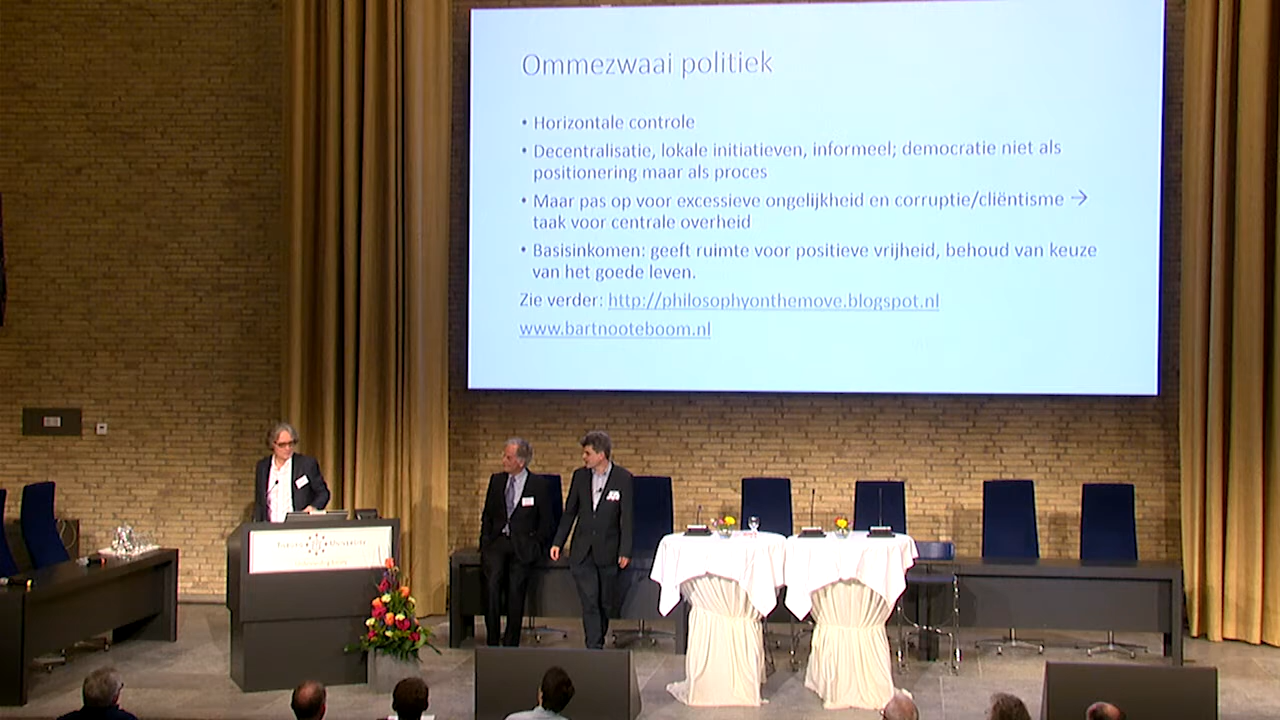 Ommezwaai politiek
• Horizontale controle
• Decentralisatie, lokale initiatieven, informeel; democratie niet als
positionering maar als proces
• Maar pas op voor excessieve ongelijkheid en corruptie/cliëntisme →
taak voor centrale overheid
• Basisinkomen: geeft ruimte voor positieve vrijheid, behoud van keuze
van het goede leven.
Zie verder: http://philosophyonthemove.blogspot.nl
www.bartnooteboom.nl